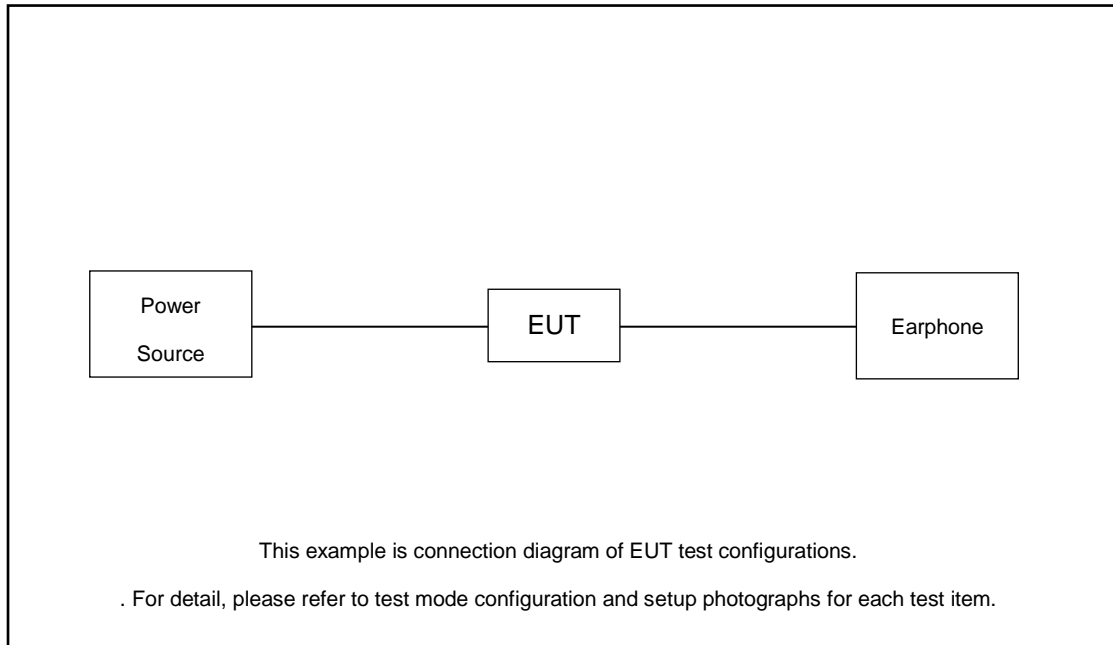 Power
Source
EUT
Earphone
This example is connection diagram of EUT test configurations.
. For detail, please refer to test mode configuration and setup photographs for each test item.